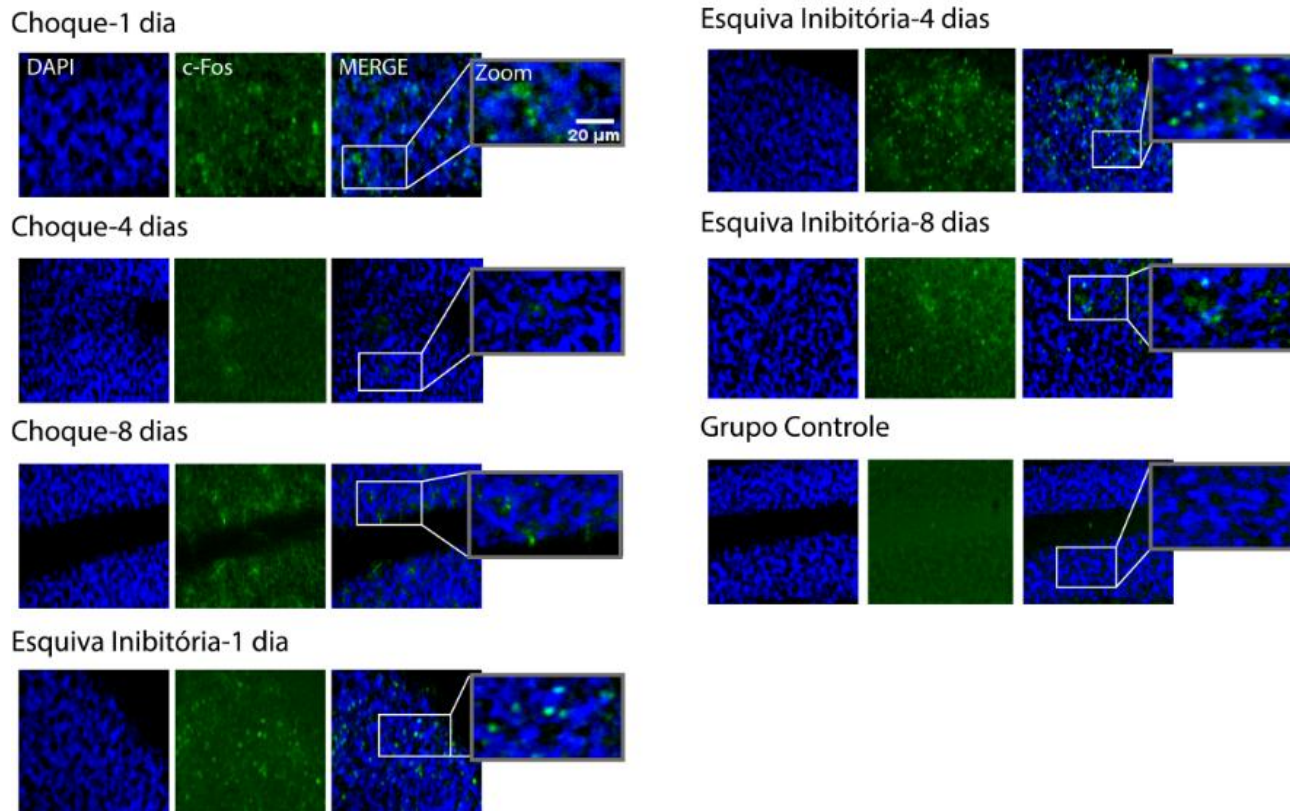 Choque-1 dia
DAPI
c-Fos
MERGE
Zoom
20 µm
Choque-4 dias
Choque-8 dias
Esquiva Inibitória-1 dia
Esquiva Inibitória-4 dias
Esquiva Inibitória-8 dias
Grupo Controle